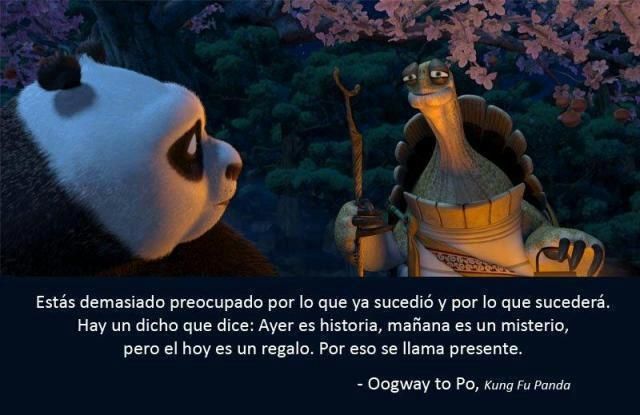 Estás demasiado preocupado por lo que ya sucedió y por lo que sucederá.
Hay un dicho que dice: Ayer es historia, mañana es un misterio,
pero el hoy es un regalo. Por eso se llama presente.
- Oogway to Po, Kung Fu Panda